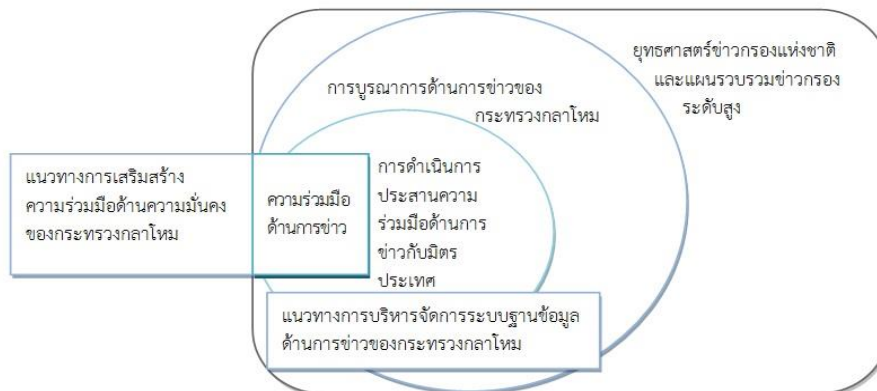 ยุทธศาสตร์ข่าวกรองแห่งชาติ
และแผนรวบรวมข่าวกรอง
ระดับสูง
การบูรณาการด้านการข่าวของ
กระทรวงกลาโหม
แนวทางการเสริมสร้าง
ความร่วมมือด้านความมั่นคง
ของกระทรวงกลาโหม
ความร่วมมือ
ด้านการข่าว
การดำเนินการ
ประสานความ
ร่วมมือด้านการ
ข่าวกับมิตร
ประเทศ
แนวทางการบริหารจัดการระบบฐานข้อมูล
ด้านการข่าวของกระทรวงกลาโหม